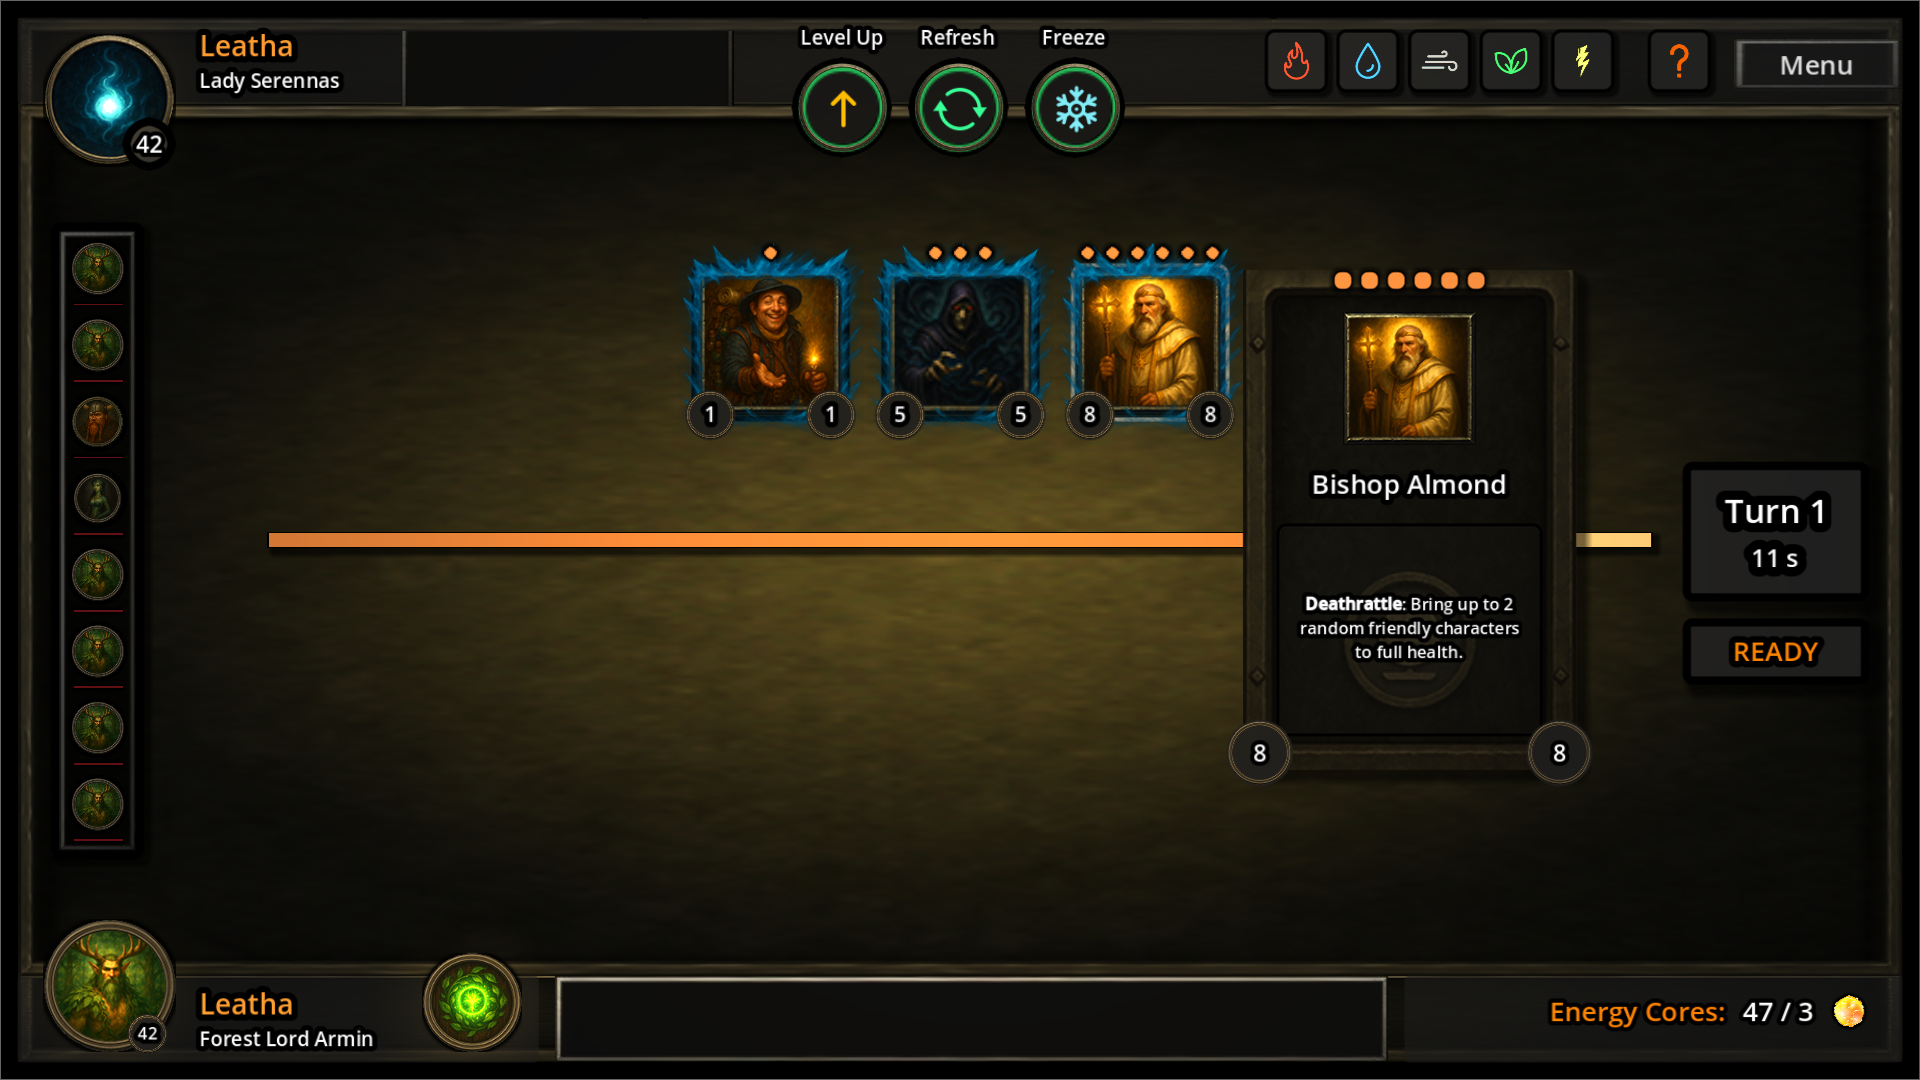 Leatha
Lady Serennas
42
Level Up
Refresh
Freeze
?
Menu
1
1
5
5
8
8
Bishop Almond
Deathrattle: Bring up to 2
random friendly characters
to full health.
8
8
Turn 1
11 s
READY
Leatha
Forest Lord Armin
42
Energy Cores: 47 / 3